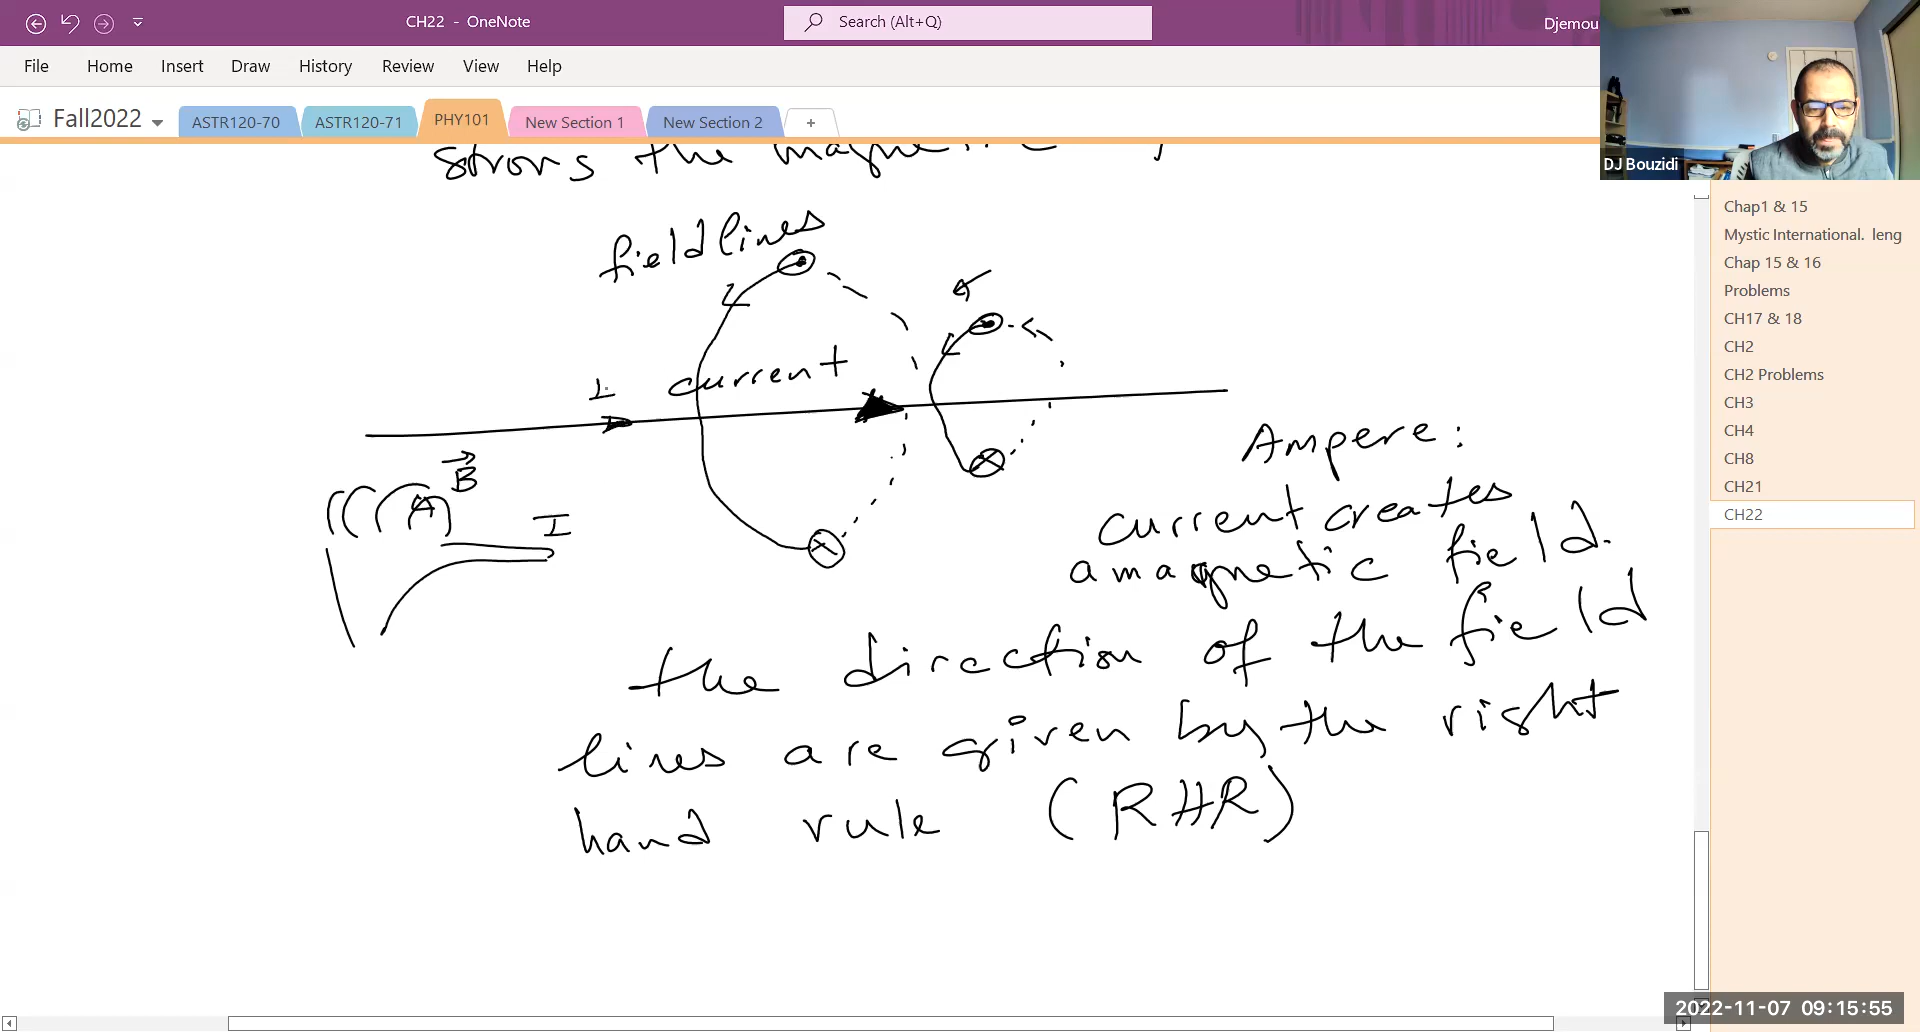 CH22 - OneNote
Search (Alt+Q)
Djemou
File Home Insert Draw History Review View Help
Fall2022 ASTR120-70 ASTR120-71 PHY101 New Section 1 New Section 2 +
DJ Bouzidi
Chap1 & 15
Mystic International. leng
Chap 15 & 16
Problems
CH17 & 18
CH2
CH2 Problems
CH3
CH4
CH8
CH21
CH22
strong the
field lines
I current
B
I
Ampere:
current creates
a magnetic field.
the direction of the field
lines are given by the right
hand rule (RHR)
2022-11-07 09:15:55